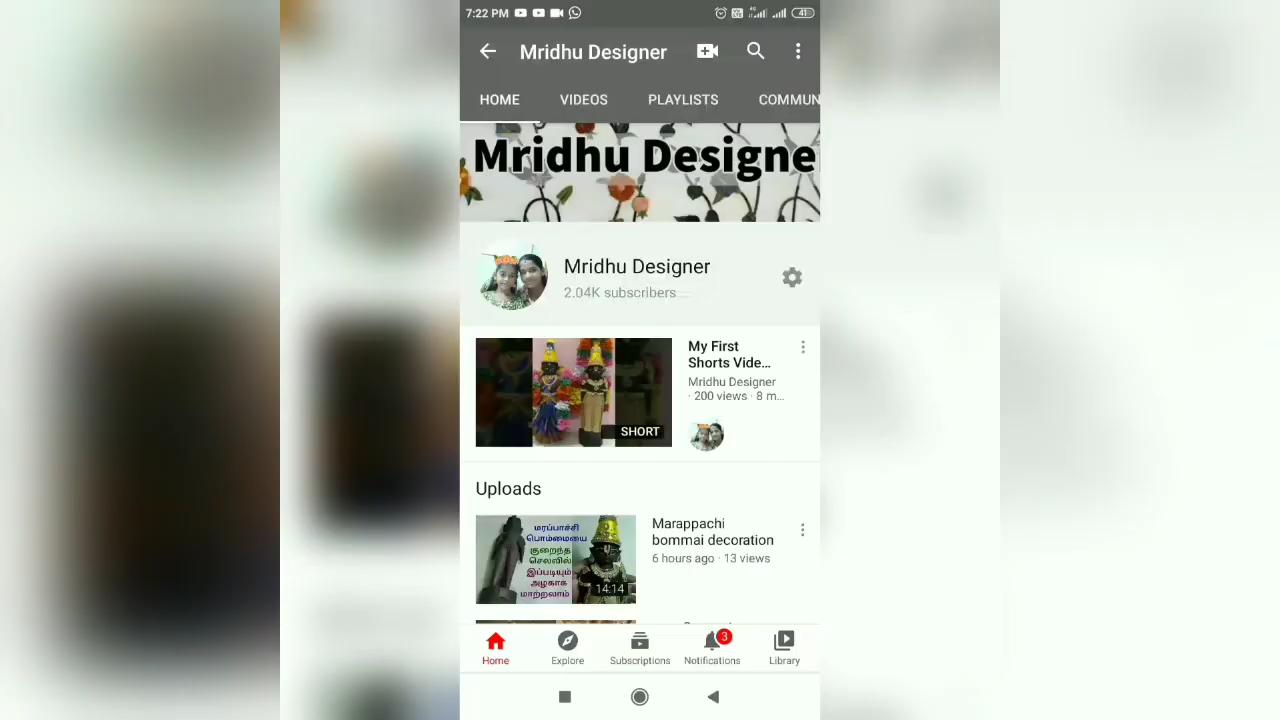 7:22 PM
41
Mridhu Designer
HOME VIDEOS PLAYLISTS COMMUN
Mridhu Designe
Mridhu Designer
2.04K subscribers
My First
Shorts Vide...
Mridhu Designer
· 200 views · 8 m...
SHORT
Uploads
மரப்பாச்சி
பொம்மையை
குறைந்த
செலவில்
இப்படியும்
அழகாக
மாற்றலாம்
14:14
Marappachi
bommai decoration
6 hours ago · 13 views
3
Home Explore Subscriptions Notifications Library